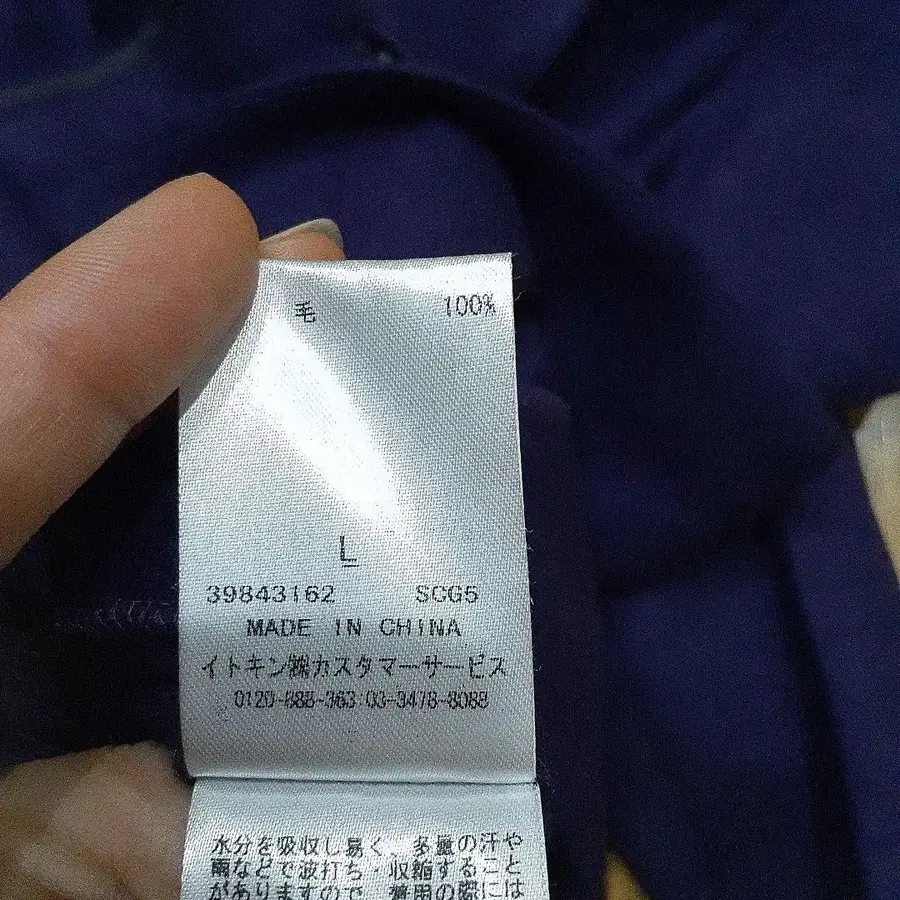 毛 100%
L
39843162 SCG5
MADE IN CHINA
イトキン㈱カスタマーサービス
0120-888-363:03-3478-8088
水分を吸収し易く、多量の汗や
雨などで波打ち・収縮すること
がありますので、着用の際には